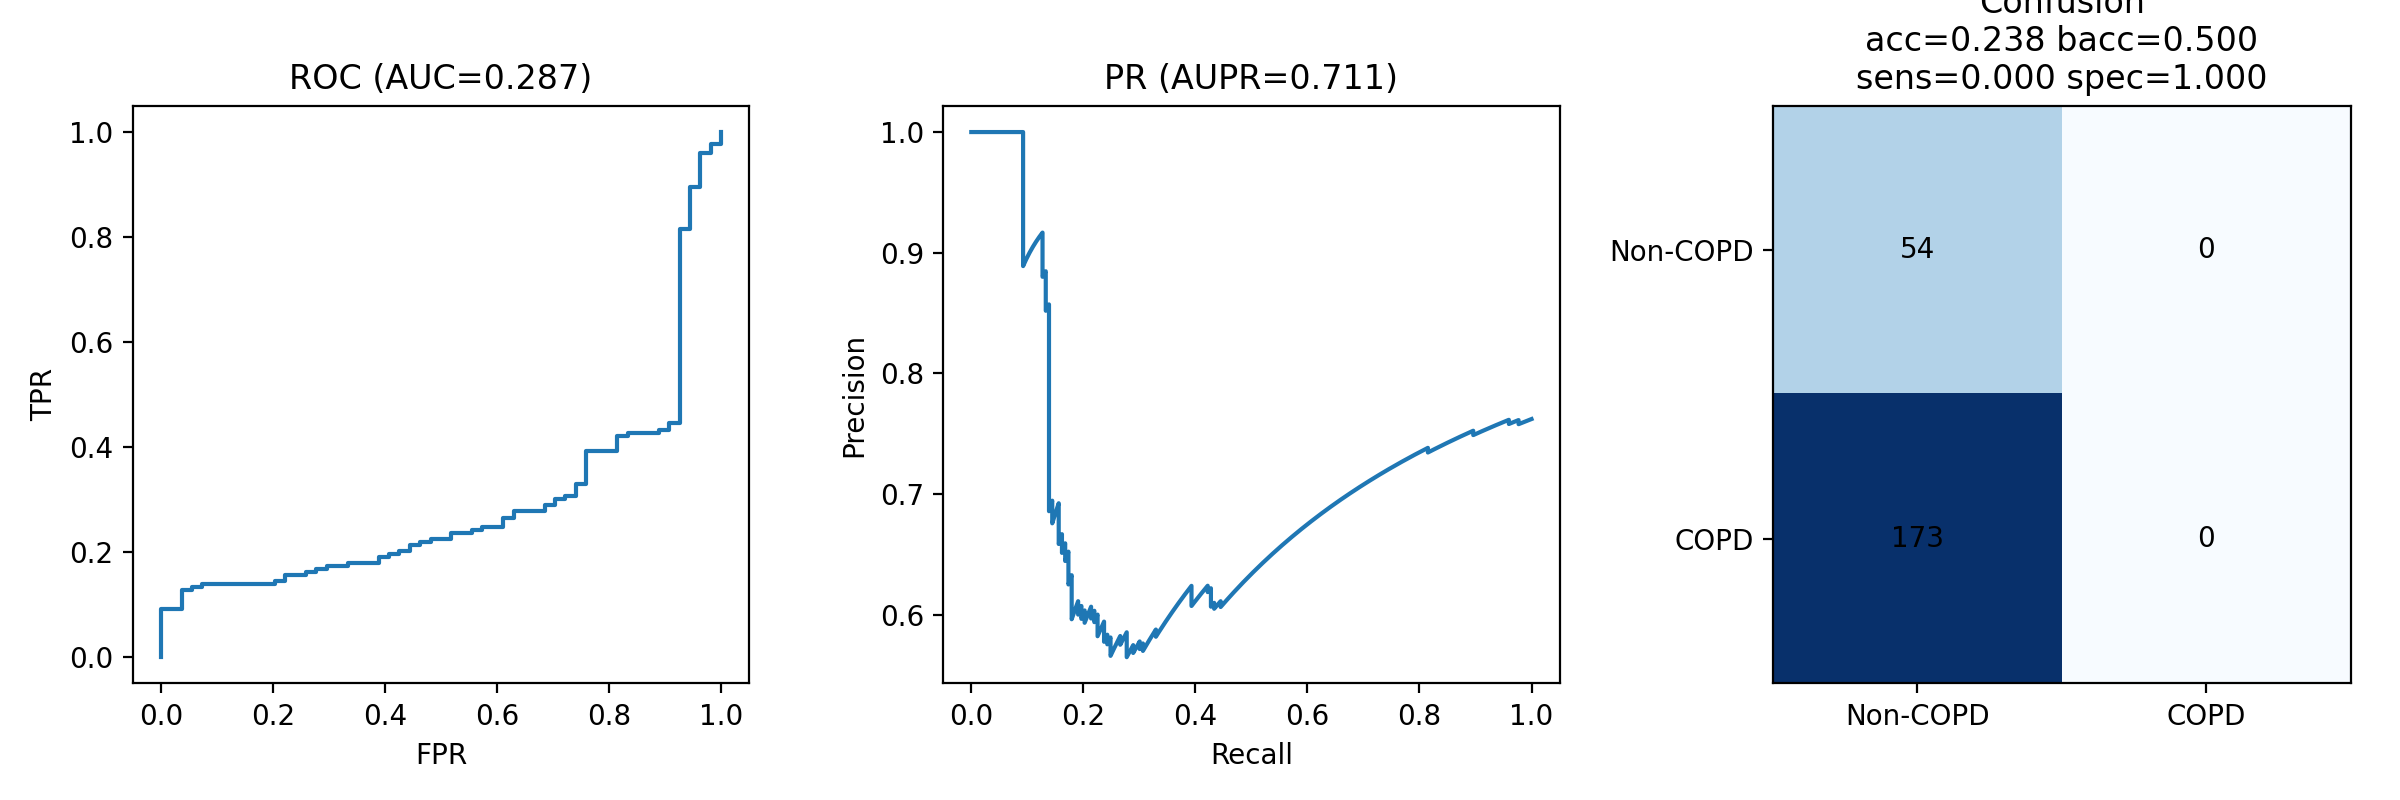 ROC (AUC=0.287)
1.0
0.8
0.6
0.4
0.2
0.0
TPR
0.0 0.2 0.4 0.6 0.8 1.0
FPR
PR (AUPR=0.711)
1.0
0.9
0.8
0.7
0.6
Precision
0.0 0.2 0.4 0.6 0.8 1.0
Recall
Confusion
acc=0.238 bacc=0.500
sens=0.000 spec=1.000
Non-COPD
54 0
COPD
173 0
Non-COPD COPD